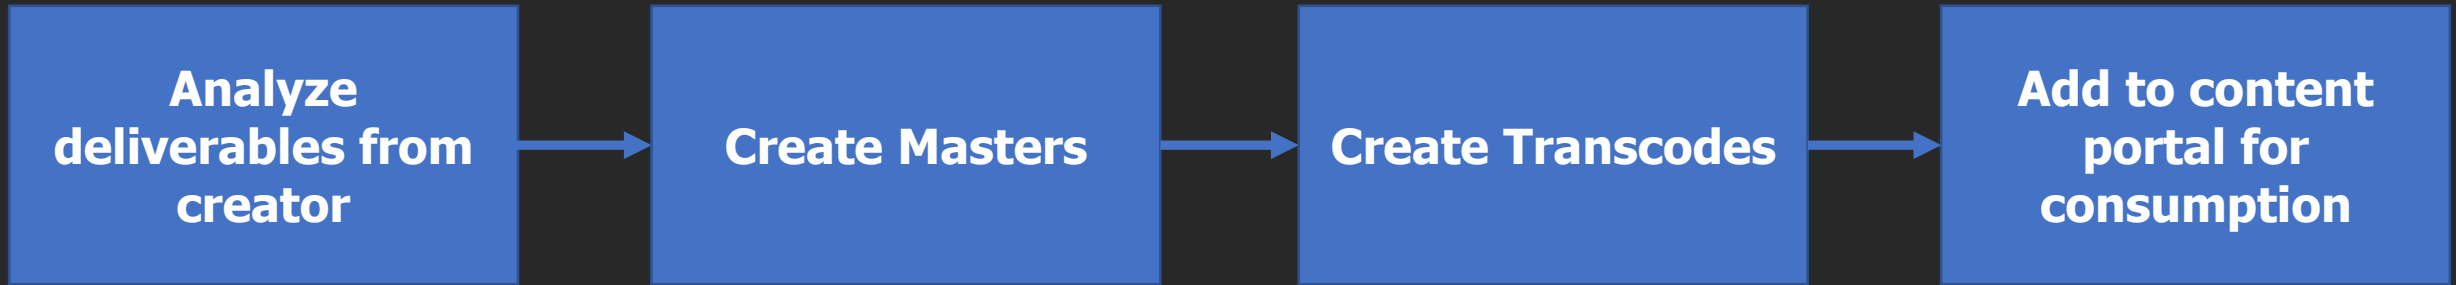 Analyze
deliverables from
creator
Create Masters
Create Transcodes
Add to content
portal for
consumption